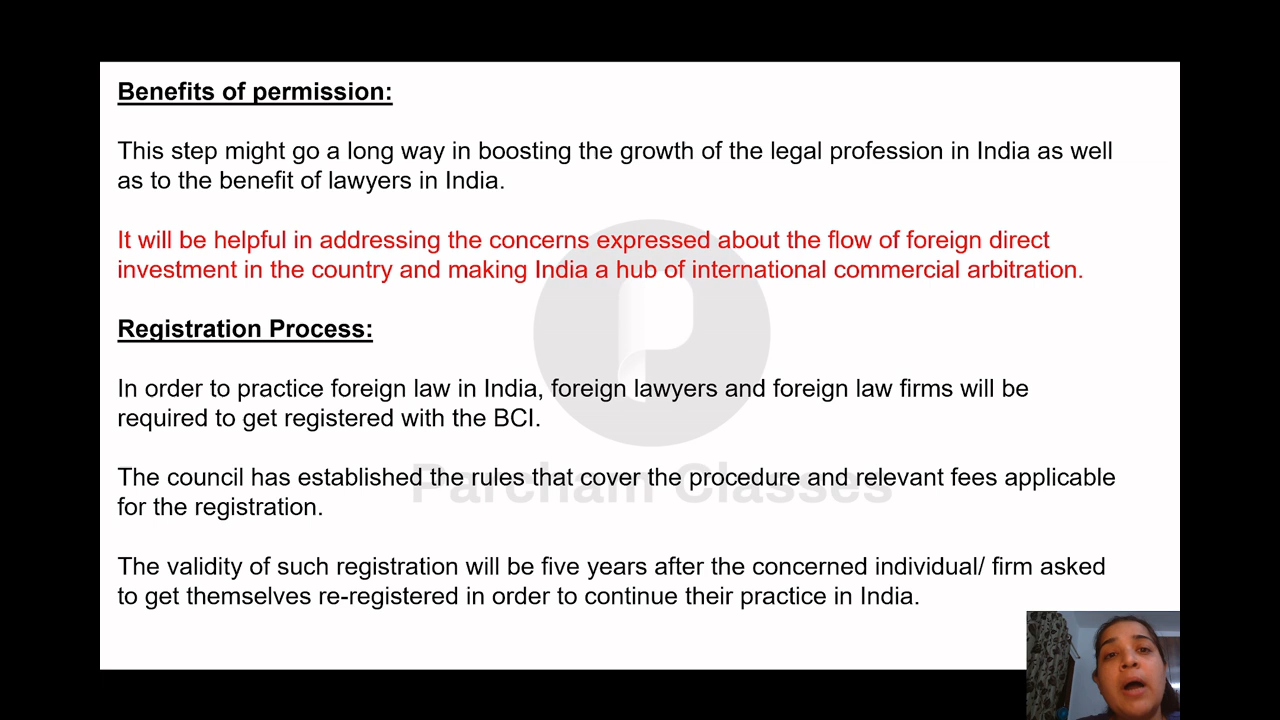 Benefits of permission:
This step might go a long way in boosting the growth of the legal profession in India as well
as to the benefit of lawyers in India.
It will be helpful in addressing the concerns expressed about the flow of foreign direct
investment in the country and making India a hub of international commercial arbitration.
Registration Process:
In order to practice foreign law in India, foreign lawyers and foreign law firms will be
required to get registered with the BCI.
The council has established the rules that cover the procedure and relevant fees applicable
for the registration.
Parcham Classes
The validity of such registration will be five years after the concerned individual/ firm asked
to get themselves re-registered in order to continue their practice in India.